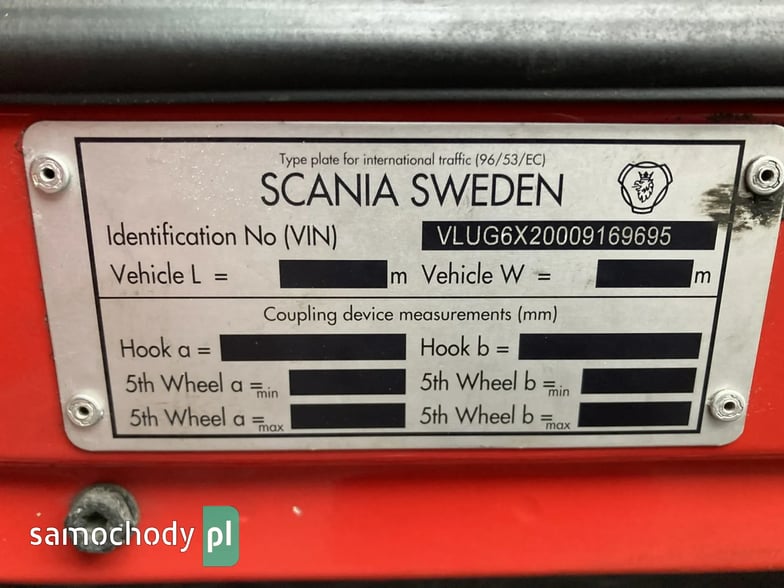 Type plate for international traffic (96/53/EC)
SCANIA SWEDEN
Identification No (VIN) VLUG6X20009169695
Vehicle L = m Vehicle W = m
Coupling device measurements (mm)
Hook a = Hook b =
5th Wheel a =min 5th Wheel b =min
5th Wheel a =max 5th Wheel b =max
samochody pl